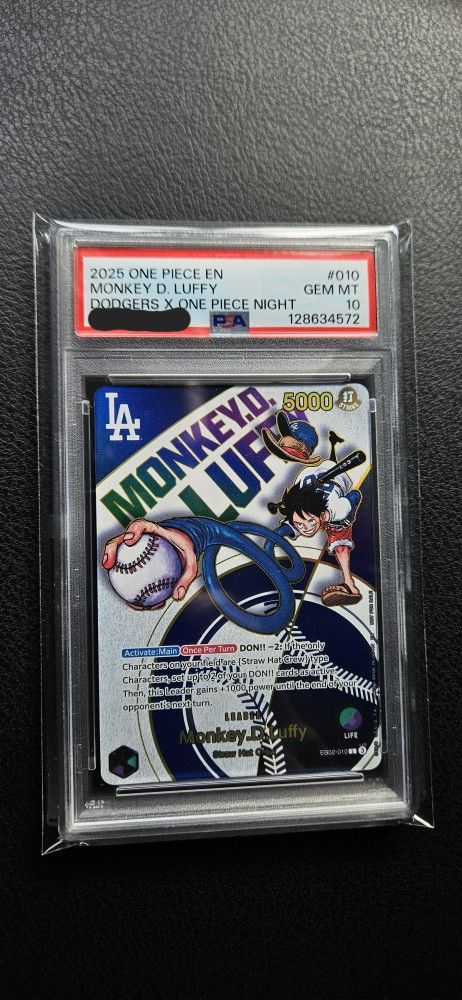 2025 ONE PIECE EN #010
MONKEY D. LUFFY GEM MT
DODGERS X ONE PIECE NIGHT 10
PSA 128634572
LA
5000
打
STRIKE
MONKEY.D.
LUFFY
Activate:Main Once Per Turn DON!! −2: If the only
Characters on your field are {Straw Hat Crew} type
Characters, set up to 2 of your DON!! cards as active.
Then, this Leader gains +1000 power until the end of your
opponent's next turn.
LEADER
Monkey.D.Luffy
Straw Hat Crew
LIFE
EB02-010 L